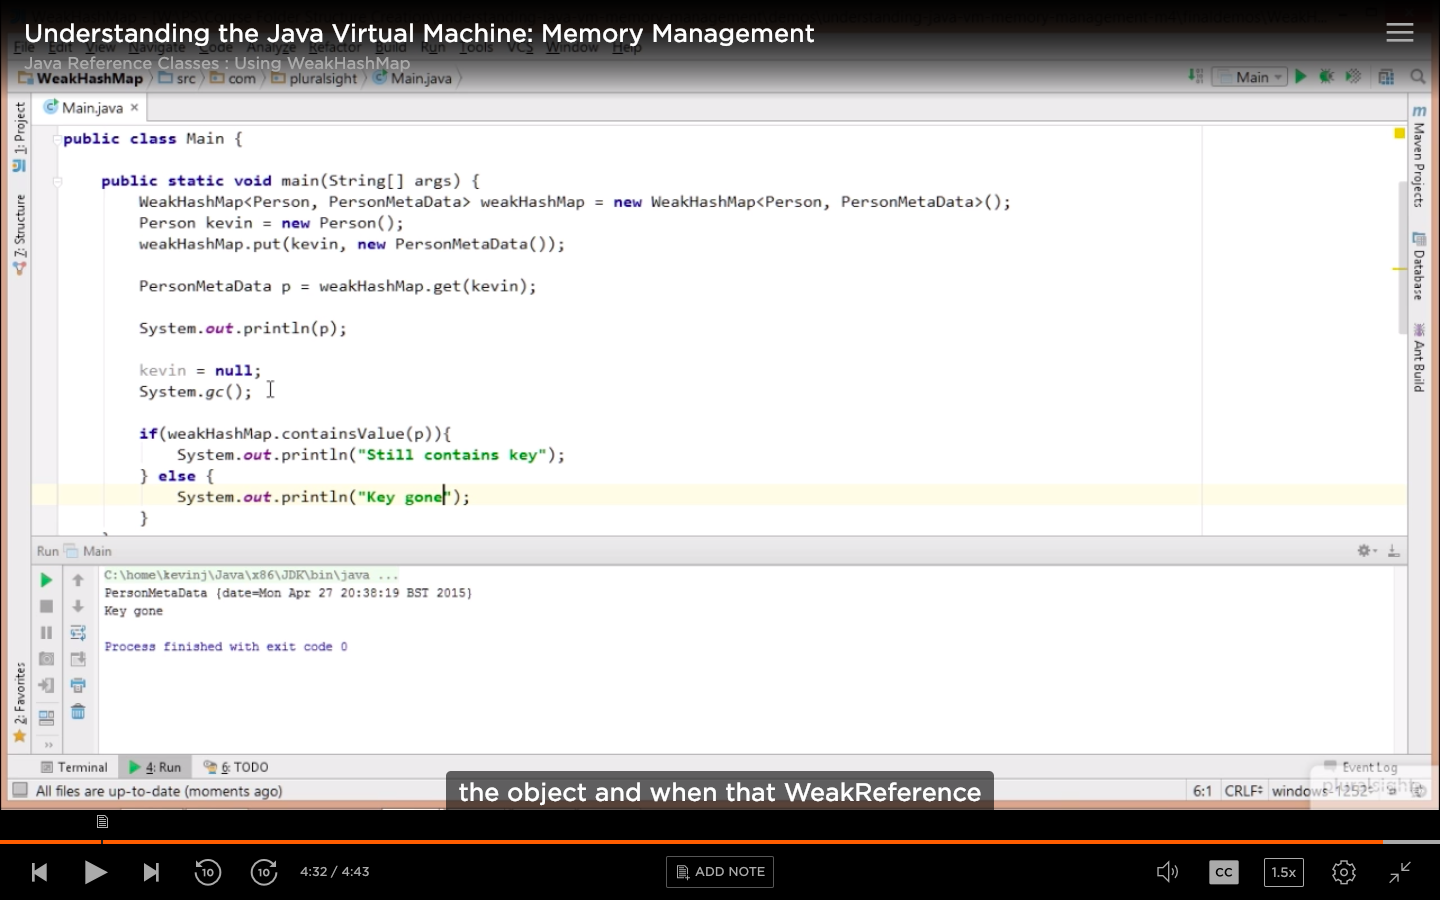 Understanding the Java Virtual Machine: Memory Management
File Edit View Navigate Code Analyze Refactor Build Run Tools VCS Window Help
Java Reference Classes : Using WeakHashMap
WeakHashMap src com pluralsight Main.java
Main
Main.java ×
1: Project
7: Structure
2: Favorites
public class Main {
public static void main(String[] args) {
WeakHashMap<Person, PersonMetaData> weakHashMap = new WeakHashMap<Person, PersonMetaData>();
Person kevin = new Person();
weakHashMap.put(kevin, new PersonMetaData());
PersonMetaData p = weakHashMap.get(kevin);
System.out.println(p);
kevin = null;
System.gc();
if(weakHashMap.containsValue(p)){
System.out.println("Still contains key");
} else {
System.out.println("Key gone");
}
m Maven Projects
Database
Ant Build
Run Main
C:\home\kevinj\Java\x86\JDK\bin\java ...
PersonMetaData {date=Mon Apr 27 20:38:19 BST 2015}
Key gone
Process finished with exit code 0
Terminal 4: Run 6: TODO
Event Log
All files are up-to-date (moments ago)
the object and when that WeakReference
6:1 CRLF windows-1252
pluralsight
10 10 4:32 / 4:43
ADD NOTE
CC 1.5x